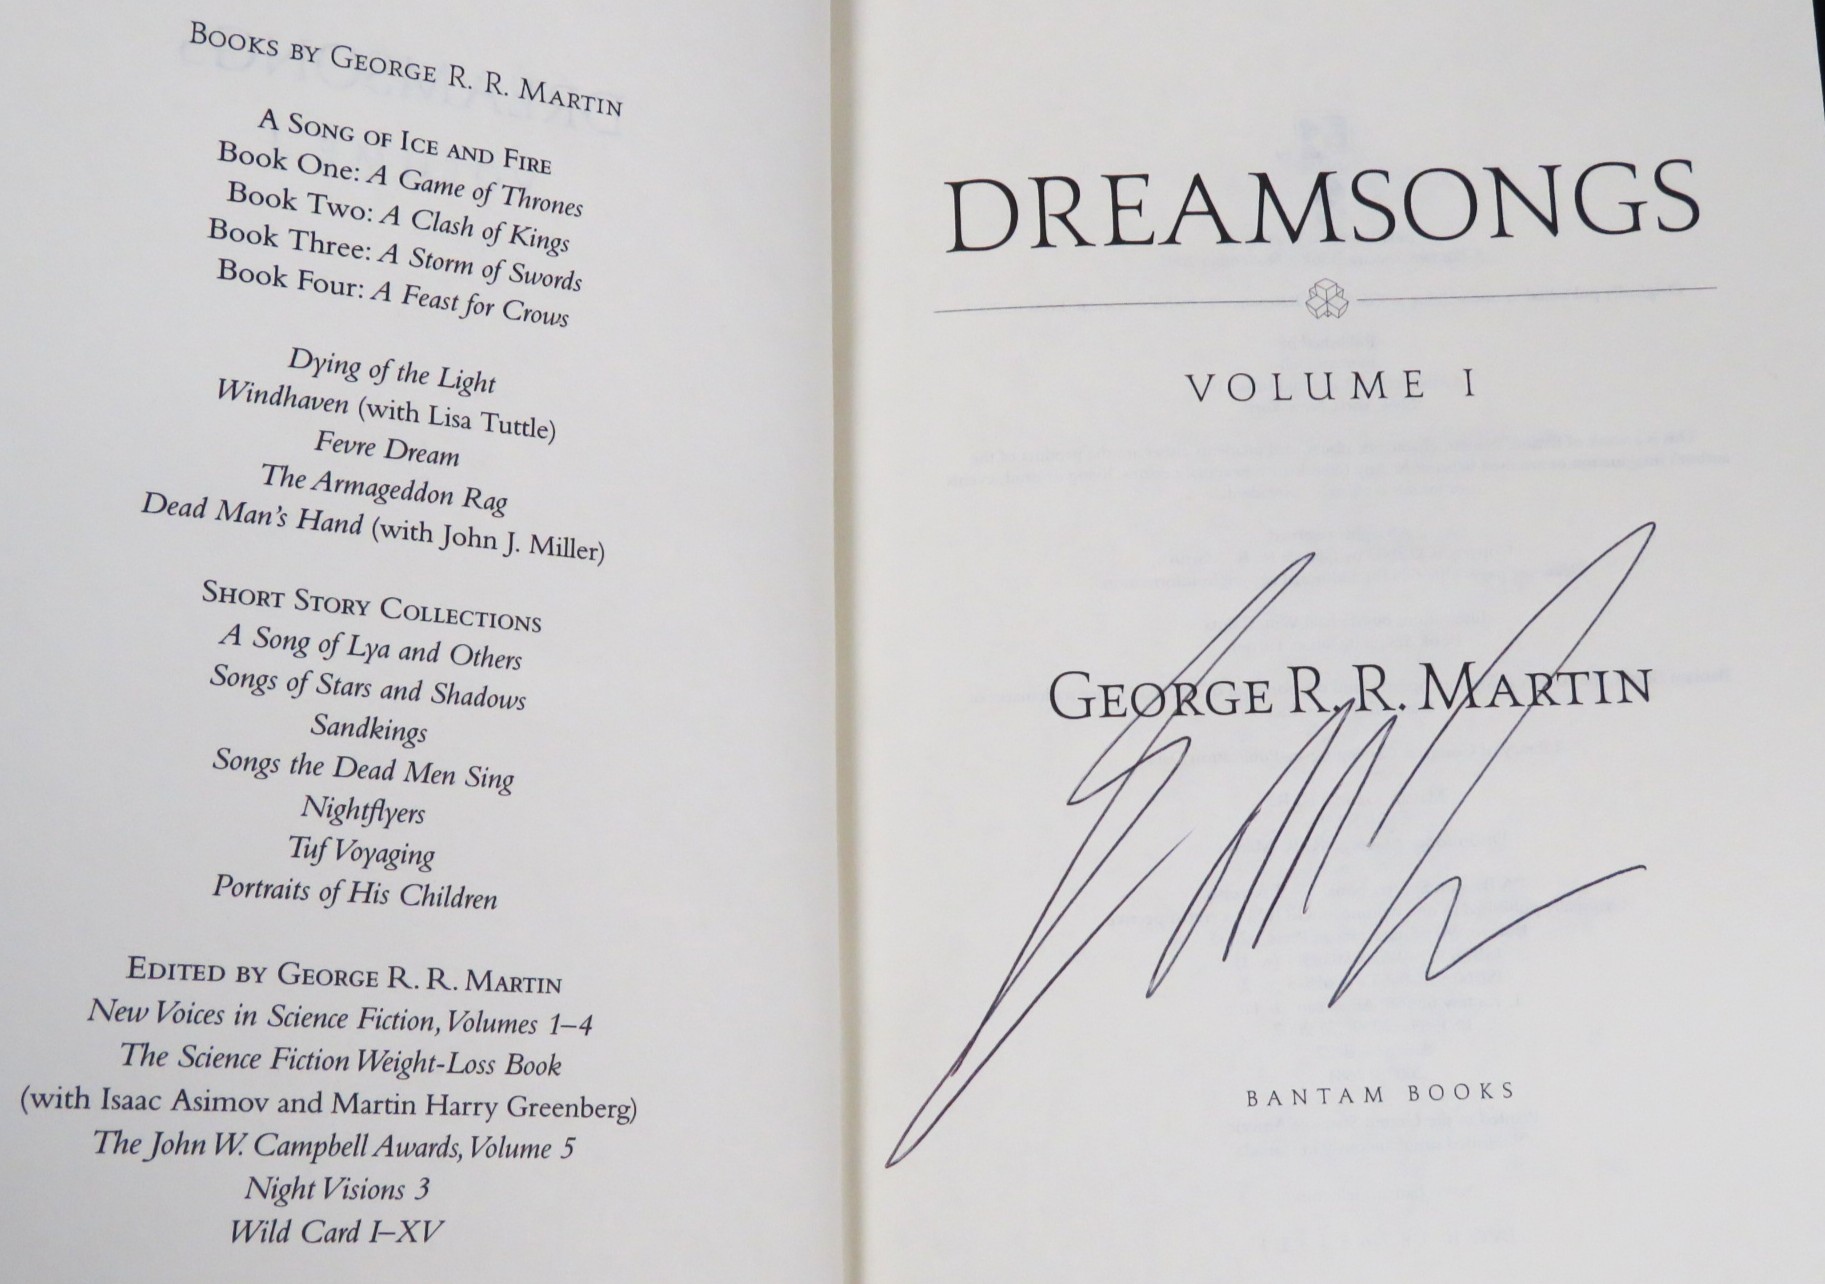 BOOKS BY GEORGE R. R. MARTIN
A SONG OF ICE AND FIRE
Book One: A Game of Thrones
Book Two: A Clash of Kings
Book Three: A Storm of Swords
Book Four: A Feast for Crows
Dying of the Light
Windhaven (with Lisa Tuttle)
Fevre Dream
The Armageddon Rag
Dead Man's Hand (with John J. Miller)
SHORT STORY COLLECTIONS
A Song of Lya and Others
Songs of Stars and Shadows
Sandkings
Songs the Dead Men Sing
Nightflyers
Tuf Voyaging
Portraits of His Children
EDITED BY GEORGE R. R. MARTIN
New Voices in Science Fiction, Volumes 1–4
The Science Fiction Weight-Loss Book
(with Isaac Asimov and Martin Harry Greenberg)
The John W. Campbell Awards, Volume 5
Night Visions 3
Wild Card I–XV
DREAMSONGS
VOLUME I
GEORGE R. R. MARTIN
BANTAM BOOKS